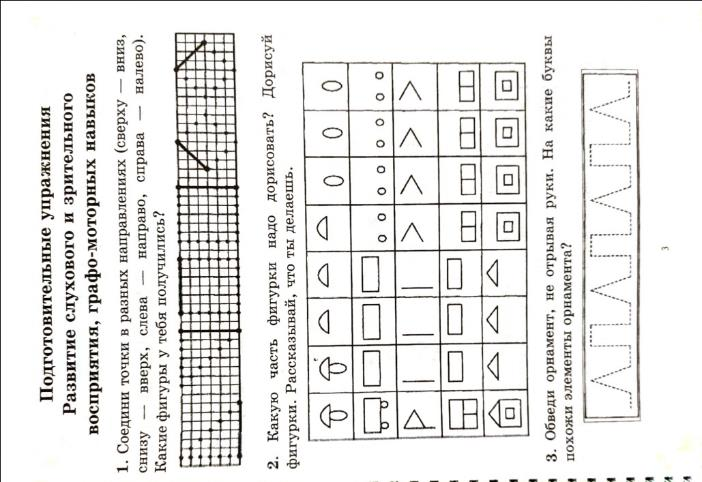 Подготовительные упражнения
Развитие слухового и зрительного
восприятия, графо-моторных навыков
1. Соедини точки в разных направлениях (сверху — вниз,
снизу — вверх, слева — направо, справа — налево).
Какие фигуры у тебя получились?
2. Какую часть фигурки надо дорисовать? Дорисуй
фигурки. Рассказывай, что ты делаешь.
3. Обведи орнамент, не отрывая руки. На какие буквы
похожи элементы орнамента?
3